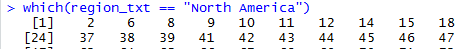 > which(region_txt == "North America")
[1] 2 6 8 9 10 11 12 14 15 18
[24] 37 38 39 41 42 43 44 45 46 47